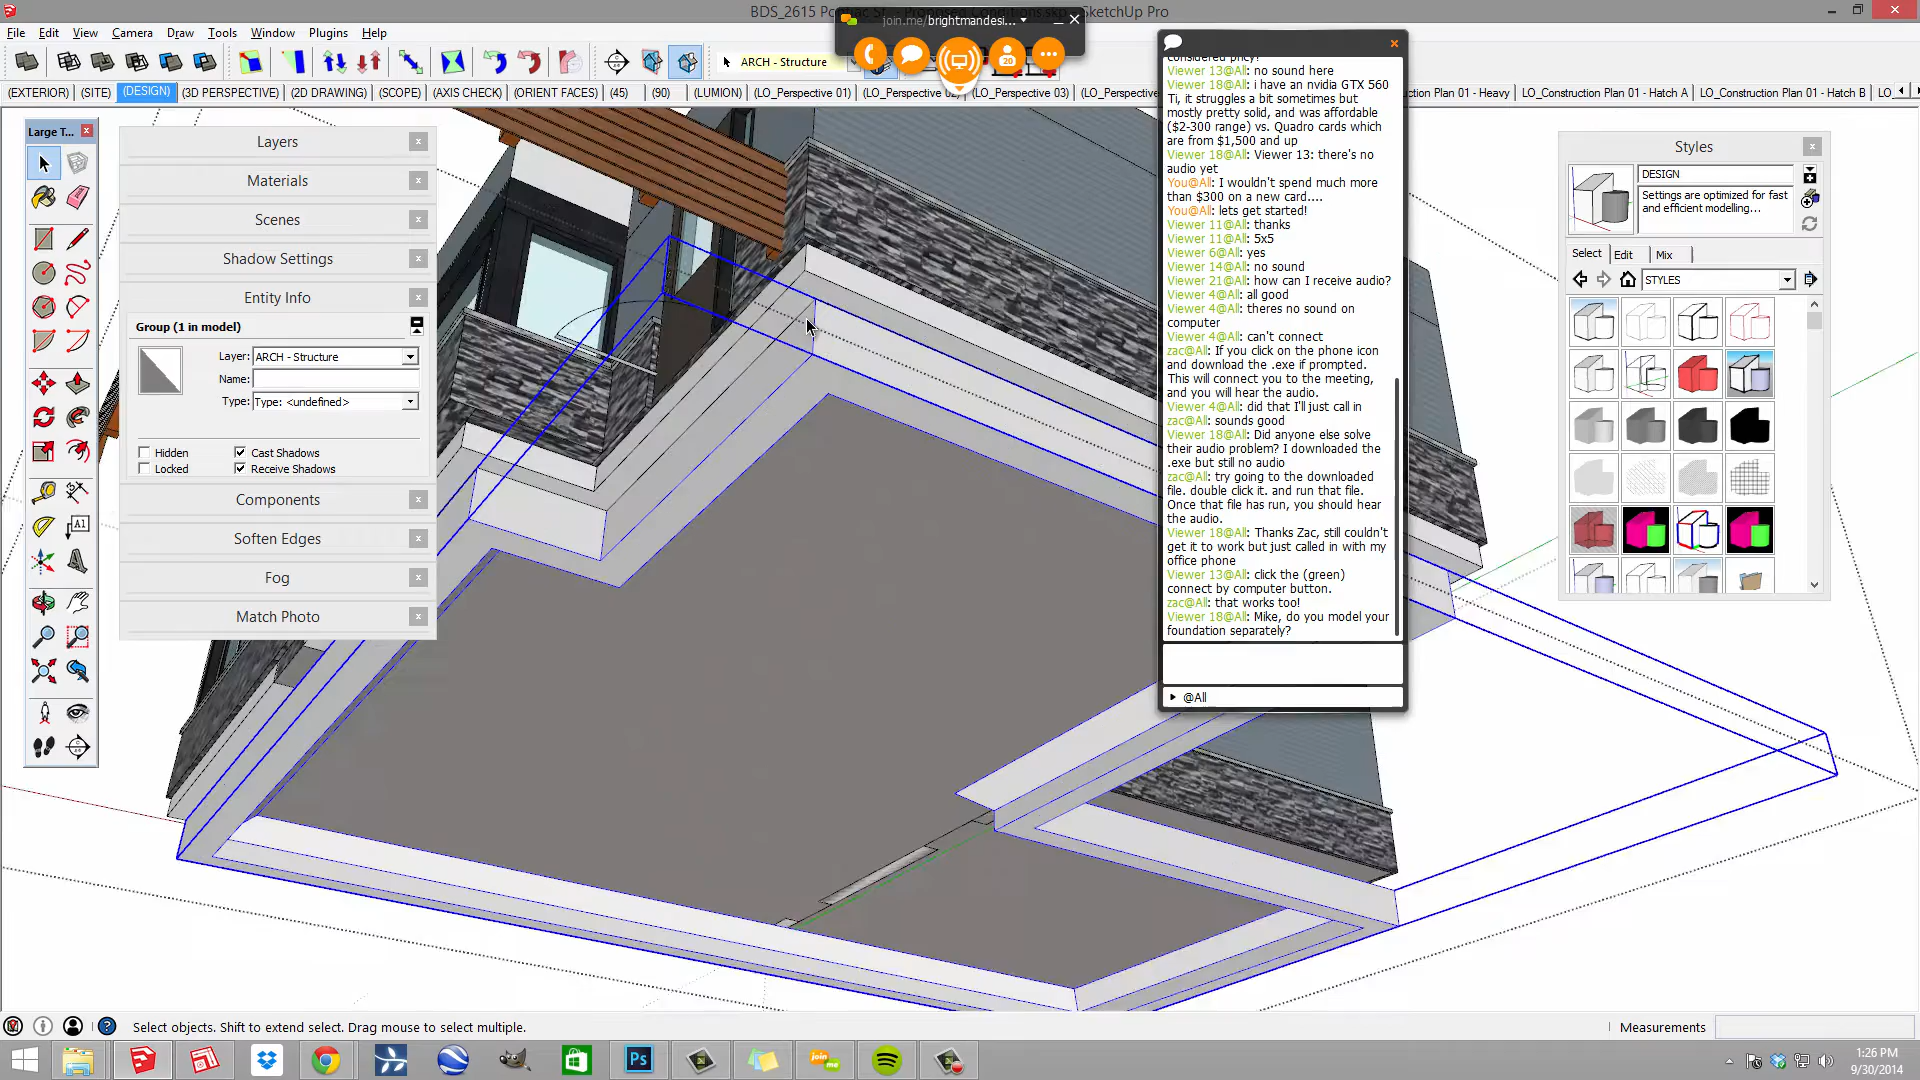 BDS_2615 P
SketchUp Pro
join.me/brightmandesi...
File Edit View Camera Draw Tools Window Plugins Help
ARCH - Structure
20
(EXTERIOR) (SITE) (DESIGN) (3D PERSPECTIVE) (2D DRAWING) (SCOPE) (AXIS CHECK) (ORIENT FACES) (45) (90) (LUMION) (LO_Perspective 01) (LO_Perspective 02) (LO_Perspective 03) (LO_Perspective
Construction Plan 01 - Heavy LO_Construction Plan 01 - Hatch A LO_Construction Plan 01 - Hatch B LO
Large T...
Layers
Materials
Scenes
Shadow Settings
Entity Info
Group (1 in model)
Layer: ARCH - Structure
Name:
Type: Type: <undefined>
Hidden Cast Shadows
Locked Receive Shadows
Components
Soften Edges
Fog
Match Photo
considered pricy?
Viewer 13@All: no sound here
Viewer 18@All: i have an nvidia GTX 560
Ti, it struggles a bit sometimes but
mostly pretty solid, and was affordable
($2-300 range) vs. Quadro cards which
are from $1,500 and up
Viewer 18@All: Viewer 13: there's no
audio yet
You@All: I wouldn't spend much more
than $300 on a new card....
You@All: lets get started!
Viewer 11@All: thanks
Viewer 11@All: 5x5
Viewer 6@All: yes
Viewer 14@All: no sound
Viewer 21@All: how can I receive audio?
Viewer 4@All: all good
Viewer 4@All: theres no sound on
computer
Viewer 4@All: can't connect
zac@All: If you click on the phone icon
and download the .exe if prompted.
This will connect you to the meeting,
and you will hear the audio.
Viewer 4@All: did that I'll just call in
zac@All: sounds good
Viewer 18@All: Did anyone else solve
their audio problem? I downloaded the
.exe but still no audio
zac@All: try going to the downloaded
file. double click it. and run that file.
Once that file has run, you should hear
the audio.
Viewer 18@All: Thanks Zac, still couldn't
get it to work but just called in with my
office phone
Viewer 13@All: click the (green)
connect by computer button.
zac@All: that works too!
Viewer 18@All: Mike, do you model your
foundation separately?
@All
Styles
DESIGN
Settings are optimized for fast
and efficient modelling...
Select Edit Mix
STYLES
Select objects. Shift to extend select. Drag mouse to select multiple.
Measurements
Ps
join
me
1:26 PM
9/30/2014